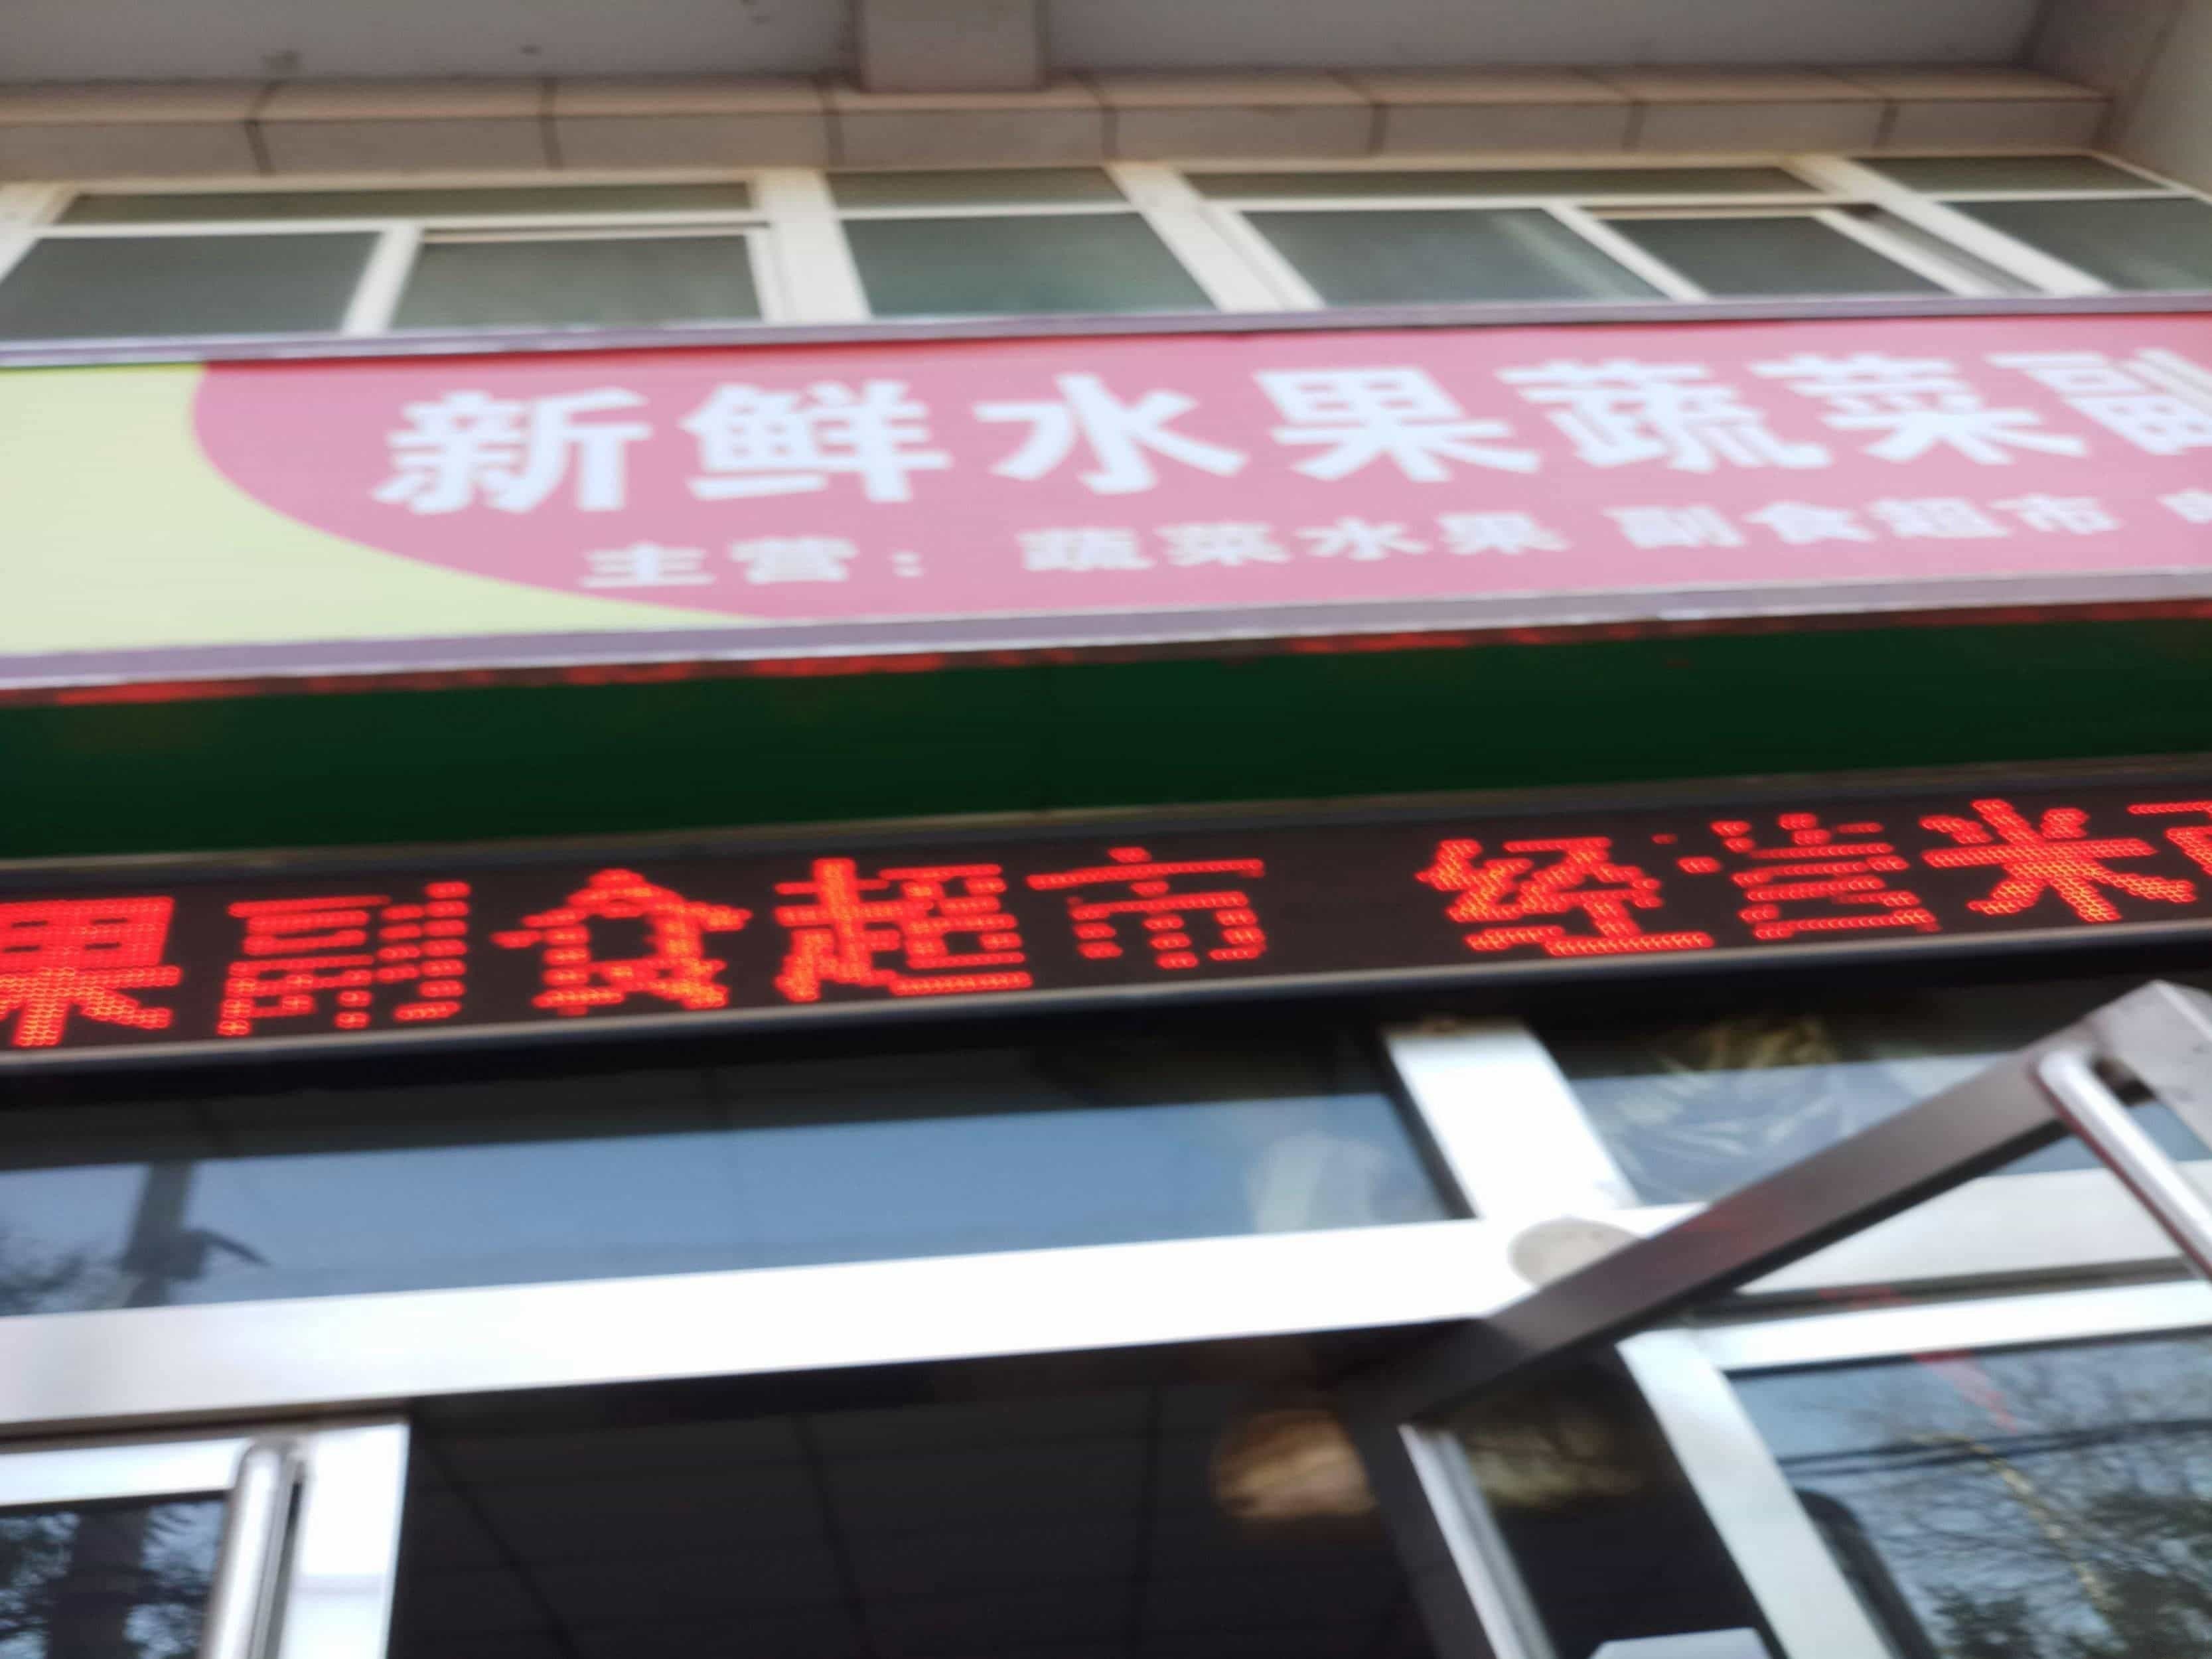 新鲜水果蔬菜副
主营：蔬菜水果 副食超市
果副食超市 经营米